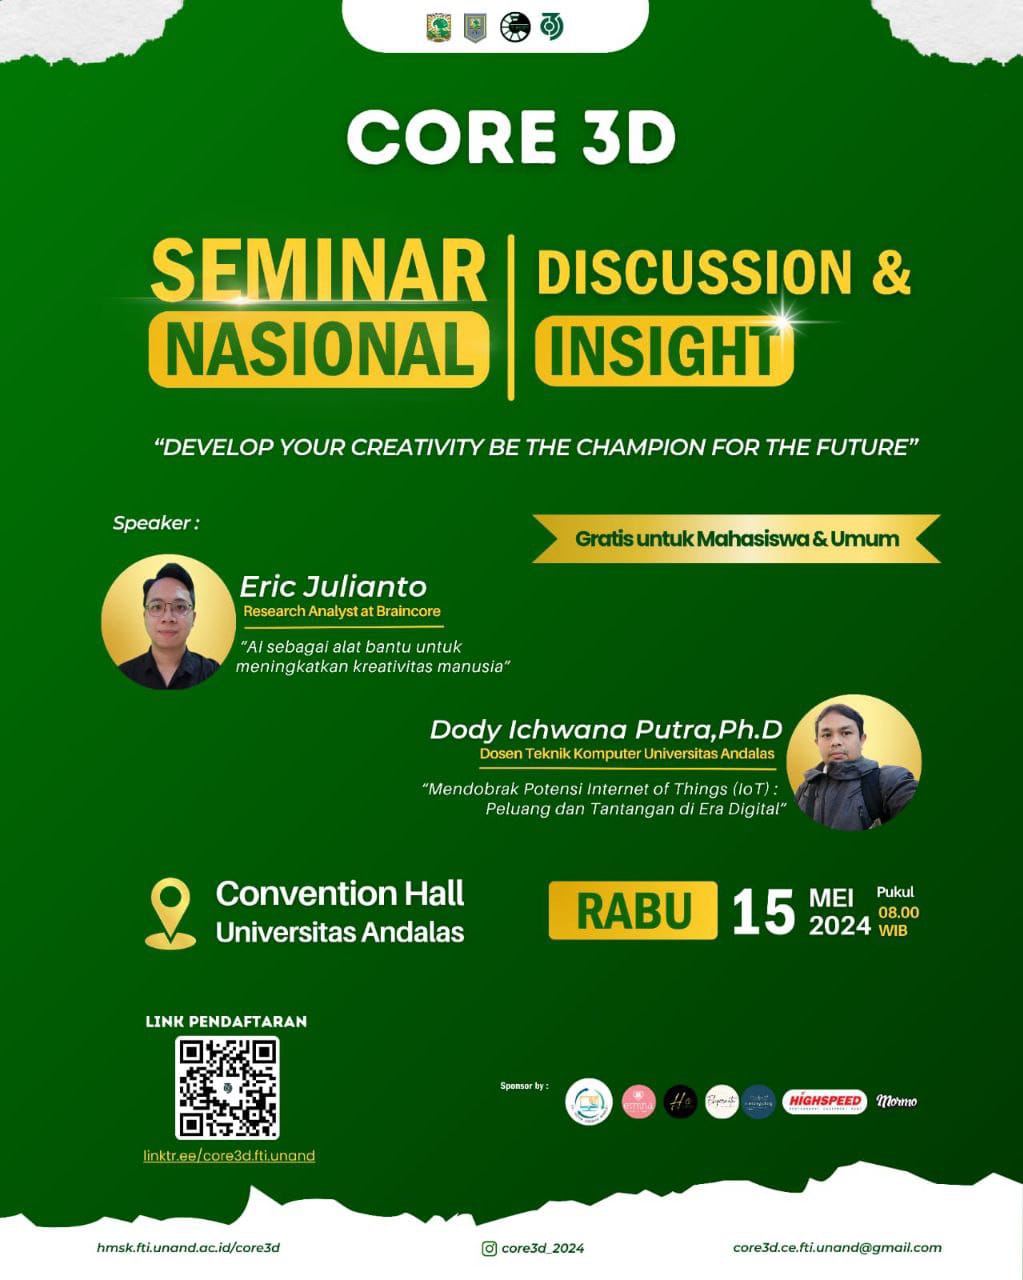 CORE 3D
SEMINAR
NASIONAL
DISCUSSION &
INSIGHT
“DEVELOP YOUR CREATIVITY BE THE CHAMPION FOR THE FUTURE”
Speaker :
Gratis untuk Mahasiswa & Umum
Eric Julianto
Research Analyst at Braincore
“AI sebagai alat bantu untuk
meningkatkan kreativitas manusia”
Dody Ichwana Putra,Ph.D
Dosen Teknik Komputer Universitas Andalas
“Mendobrak Potensi Internet of Things (IoT) :
Peluang dan Tantangan di Era Digital”
Convention Hall
Universitas Andalas
RABU
15
MEI
2024
Pukul
08.00
WIB
LINK PENDAFTARAN
linktr.ee/core3d.fti.unand
Sponsor by :
HIGHSPEED
Mormo
hmsk.fti.unand.ac.id/core3d
core3d_2024
core3d.ce.fti.unand@gmail.com